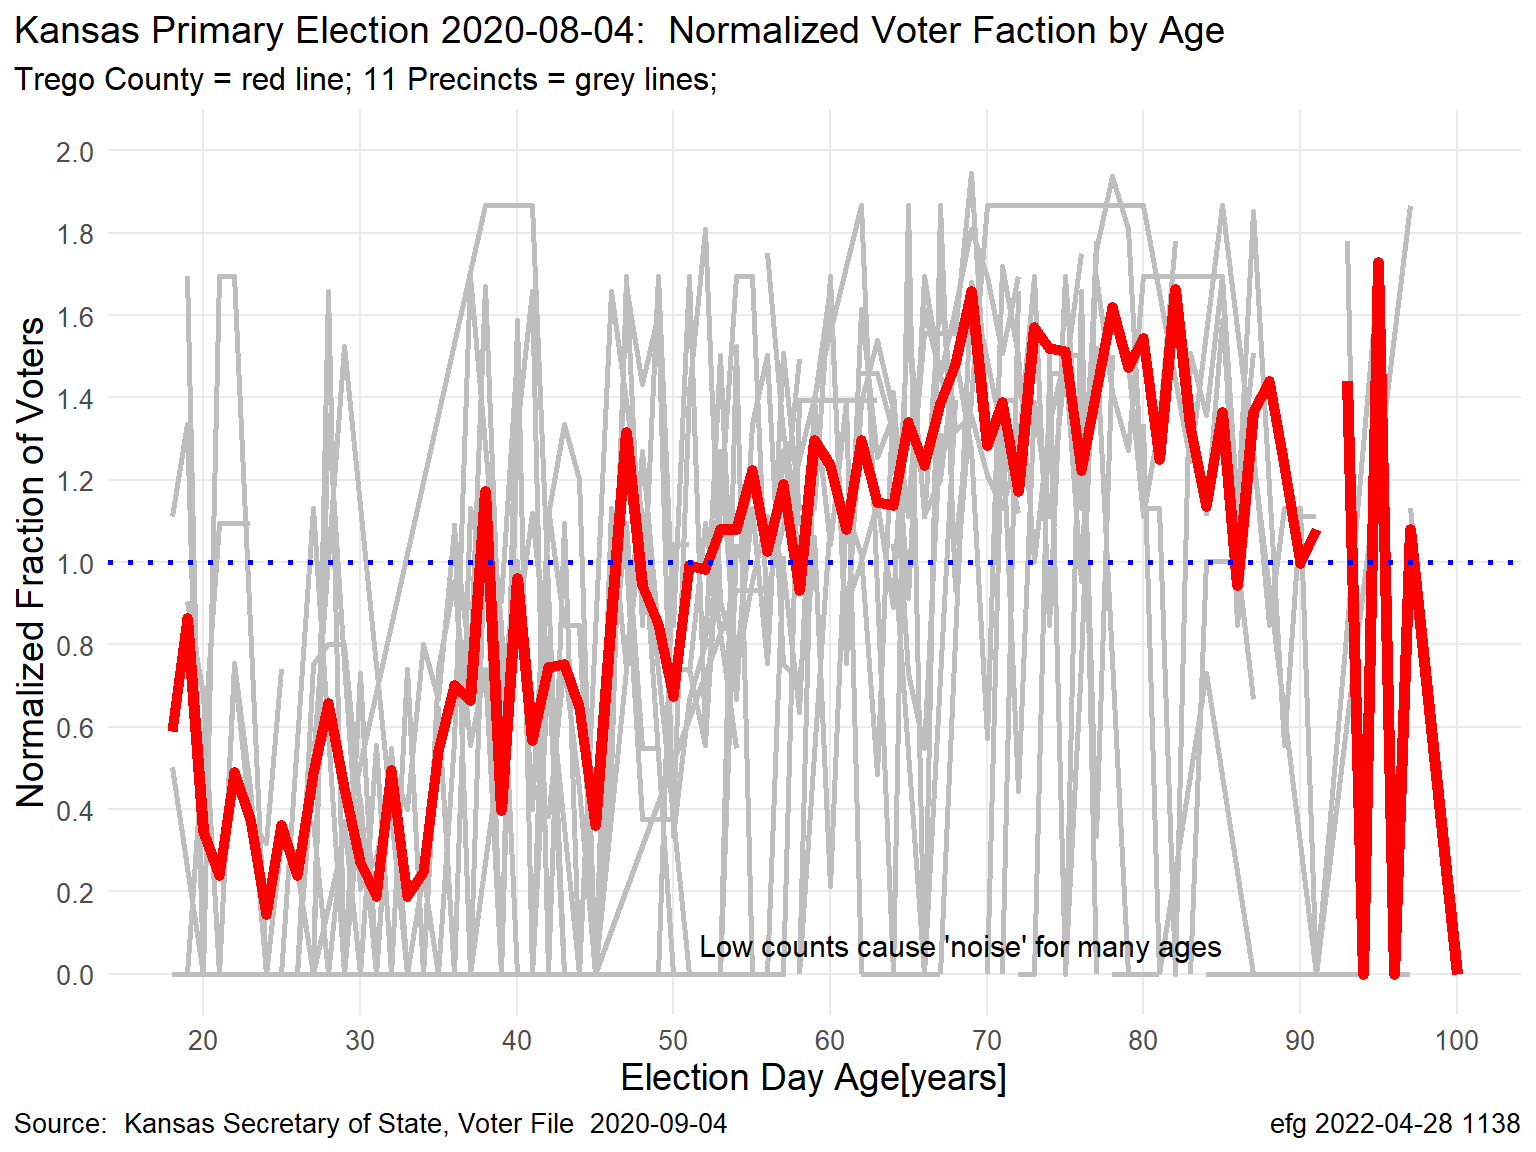 Kansas Primary Election 2020-08-04:  Normalized Voter Faction by Age
Trego County = red line; 11 Precincts = grey lines;
Normalized Fraction of Voters
2.0
1.8
1.6
1.4
1.2
1.0
0.8
0.6
0.4
0.2
0.0
Low counts cause 'noise' for many ages
20 30 40 50 60 70 80 90 100
Election Day Age[years]
Source:  Kansas Secretary of State, Voter File  2020-09-04
efg 2022-04-28 1138